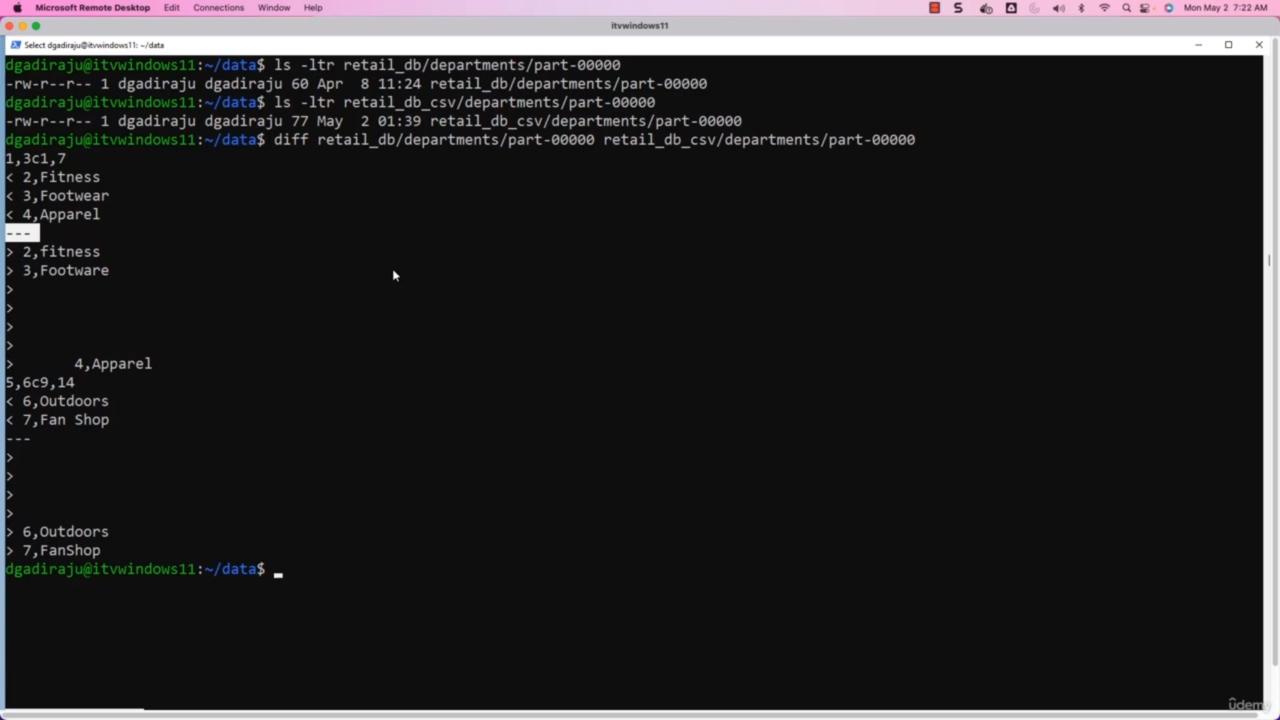 Microsoft Remote Desktop Edit Connections Window Help Mon May 2 7:22 AM
itvwindows11
Select dgadiraju@itvwindows11: ~/data
dgadiraju@itvwindows11:~/data$ ls -ltr retail_db/departments/part-00000
-rw-r--r-- 1 dgadiraju dgadiraju 60 Apr  8 11:24 retail_db/departments/part-00000
dgadiraju@itvwindows11:~/data$ ls -ltr retail_db_csv/departments/part-00000
-rw-r--r-- 1 dgadiraju dgadiraju 77 May  2 01:39 retail_db_csv/departments/part-00000
dgadiraju@itvwindows11:~/data$ diff retail_db/departments/part-00000 retail_db_csv/departments/part-00000
1,3c1,7
< 2,Fitness
< 3,Footwear
< 4,Apparel
---
> 2,fitness
> 3,Footware
>
>
>
>
>       4,Apparel
5,6c9,14
< 6,Outdoors
< 7,Fan Shop
---
>
>
>
>
> 6,Outdoors
> 7,FanShop
dgadiraju@itvwindows11:~/data$
udemy